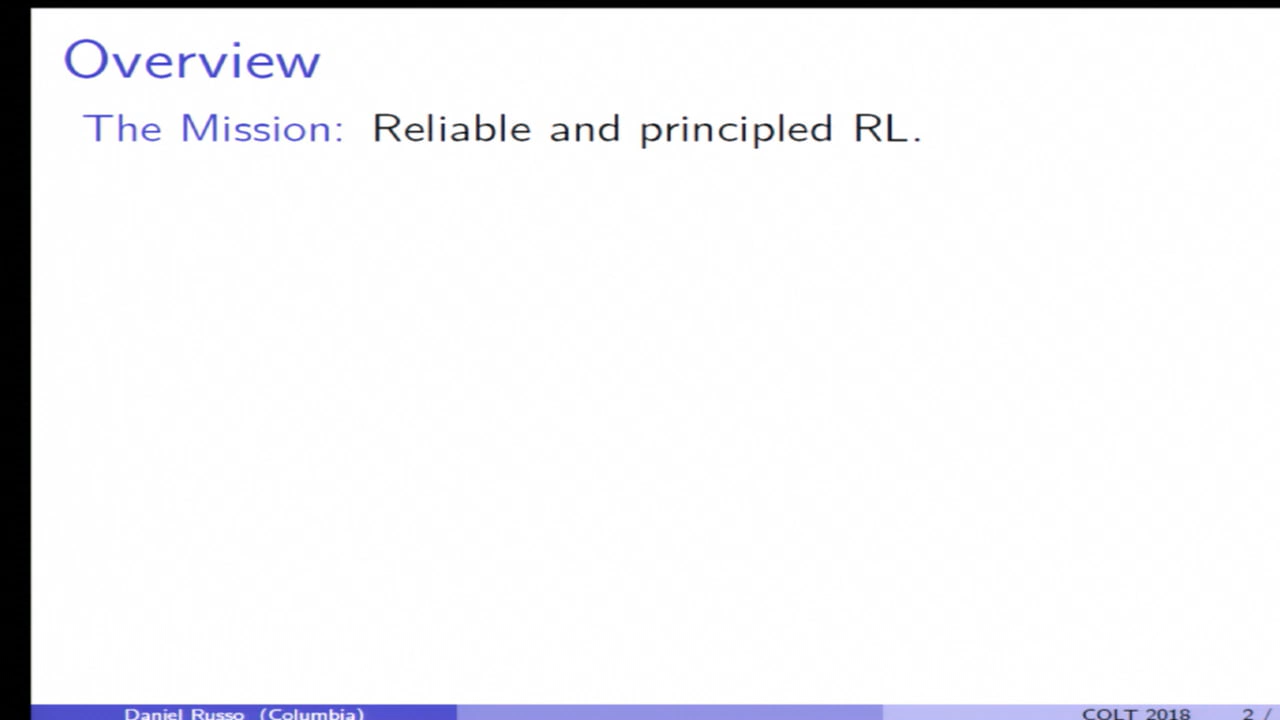 Overview
The Mission: Reliable and principled RL.
Daniel Russo (Columbia) COLT 2018 2 /